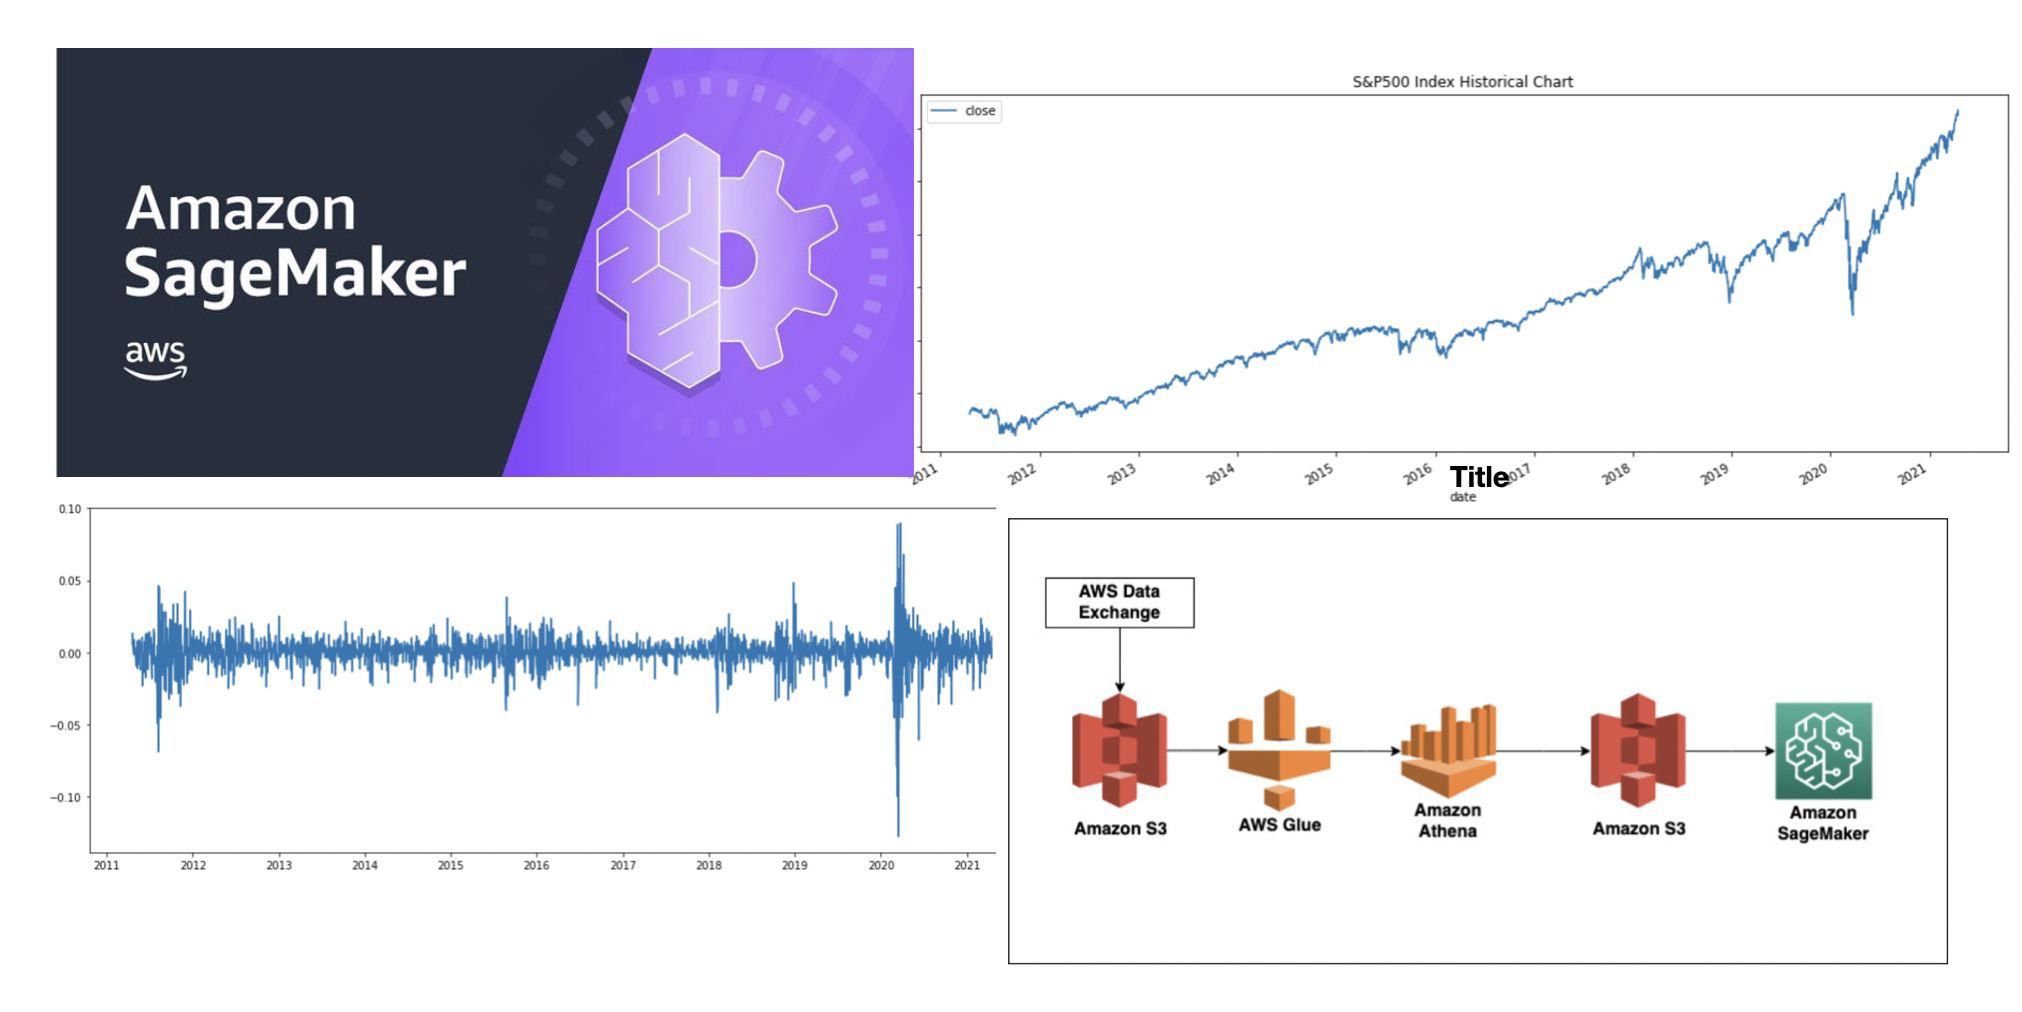 Amazon
SageMaker
aws
S&P500 Index Historical Chart
close
2011 2012 2013 2014 2015 2016 2017 2018 2019 2020 2021
Title
date
0.10
0.05
0.00
−0.05
−0.10
2011 2012 2013 2014 2015 2016 2017 2018 2019 2020 2021
AWS Data
Exchange
Amazon S3
AWS Glue
Amazon
Athena
Amazon S3
Amazon
SageMaker